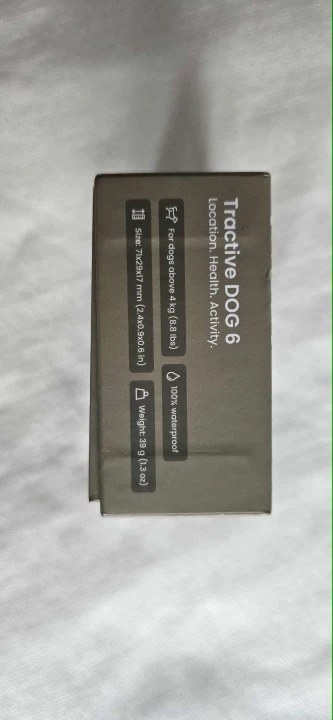 Tractive DOG 6
Location. Health. Activity.
For dogs above 4 kg (8.8 lbs)
100% waterproof
Size: 71x29x17 mm (2.4x0.9x0.6 in)
Weight: 39 g (1.3 oz)